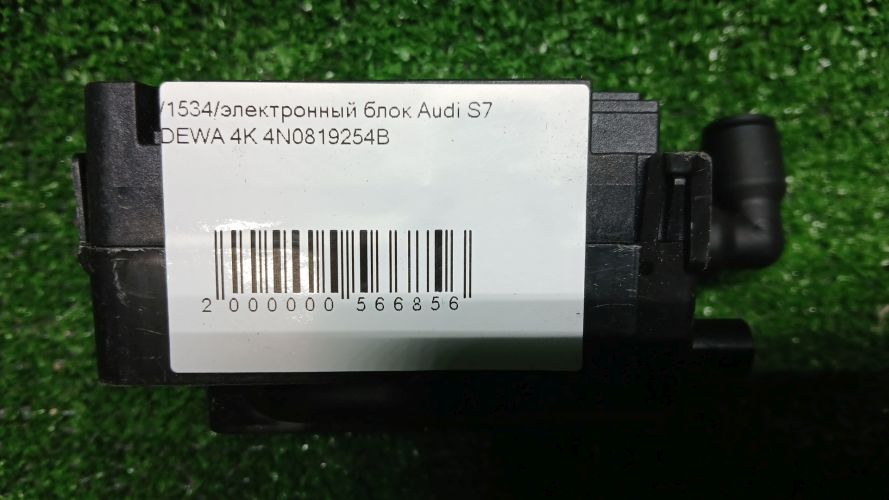 /1534/электронный блок Audi S7
DEWA 4K 4N0819254B
2 000000 566856